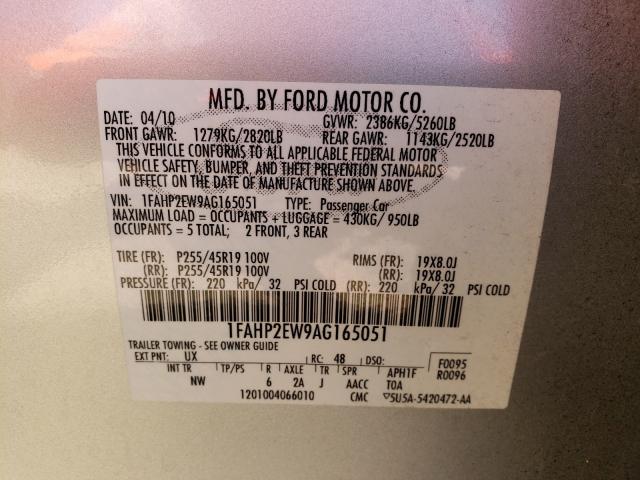 MFD. BY FORD MOTOR CO.
DATE: 04/10 GVWR: 2386KG/5260LB
FRONT GAWR: 1279KG/2820LB REAR GAWR: 1143KG/2520LB
THIS VEHICLE CONFORMS TO ALL APPLICABLE FEDERAL MOTOR
VEHICLE SAFETY, BUMPER, AND THEFT PREVENTION STANDARDS
IN EFFECT ON THE DATE OF MANUFACTURE SHOWN ABOVE.
VIN: 1FAHP2EW9AG165051 TYPE: Passenger Car
MAXIMUM LOAD = OCCUPANTS + LUGGAGE = 430KG/950LB
OCCUPANTS = 5 TOTAL; 2 FRONT, 3 REAR
TIRE (FR): P255/45R19 100V RIMS (FR): 19X8.0J
(RR): P255/45R19 100V (RR): 19X8.0J
PRESSURE (FR): 220 kPa/ 32 PSI COLD (RR): 220 kPa/ 32 PSI COLD
1FAHP2EW9AG165051
TRAILER TOWING - SEE OWNER GUIDE
EXT PNT: UX RC: 48 DSO: F0095
INT TR TP/PS R AXLE TR SPR APH1F R0096
NW 6 2A J AACC TOA
1201004066010 CMC ▽5U5A-5420472-AA